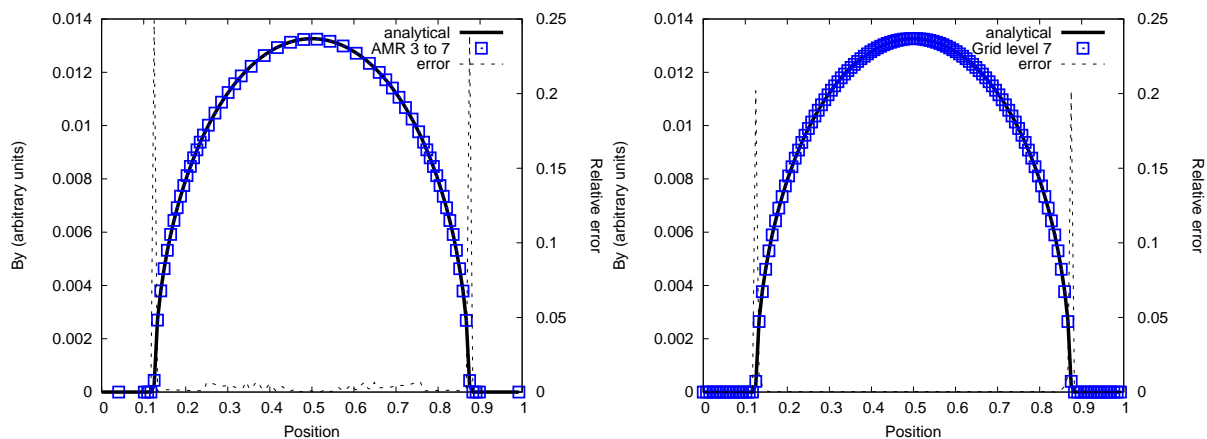 0.014
0.012
0.01
0.008
0.006
0.004
0.002
0
By (arbitrary units)
0 0.1 0.2 0.3 0.4 0.5 0.6 0.7 0.8 0.9 1
Position
0.25
0.2
0.15
0.1
0.05
0
Relative error
analytical
AMR 3 to 7
error
0.014
0.012
0.01
0.008
0.006
0.004
0.002
0
By (arbitrary units)
0 0.1 0.2 0.3 0.4 0.5 0.6 0.7 0.8 0.9 1
Position
0.25
0.2
0.15
0.1
0.05
0
Relative error
analytical
Grid level 7
error